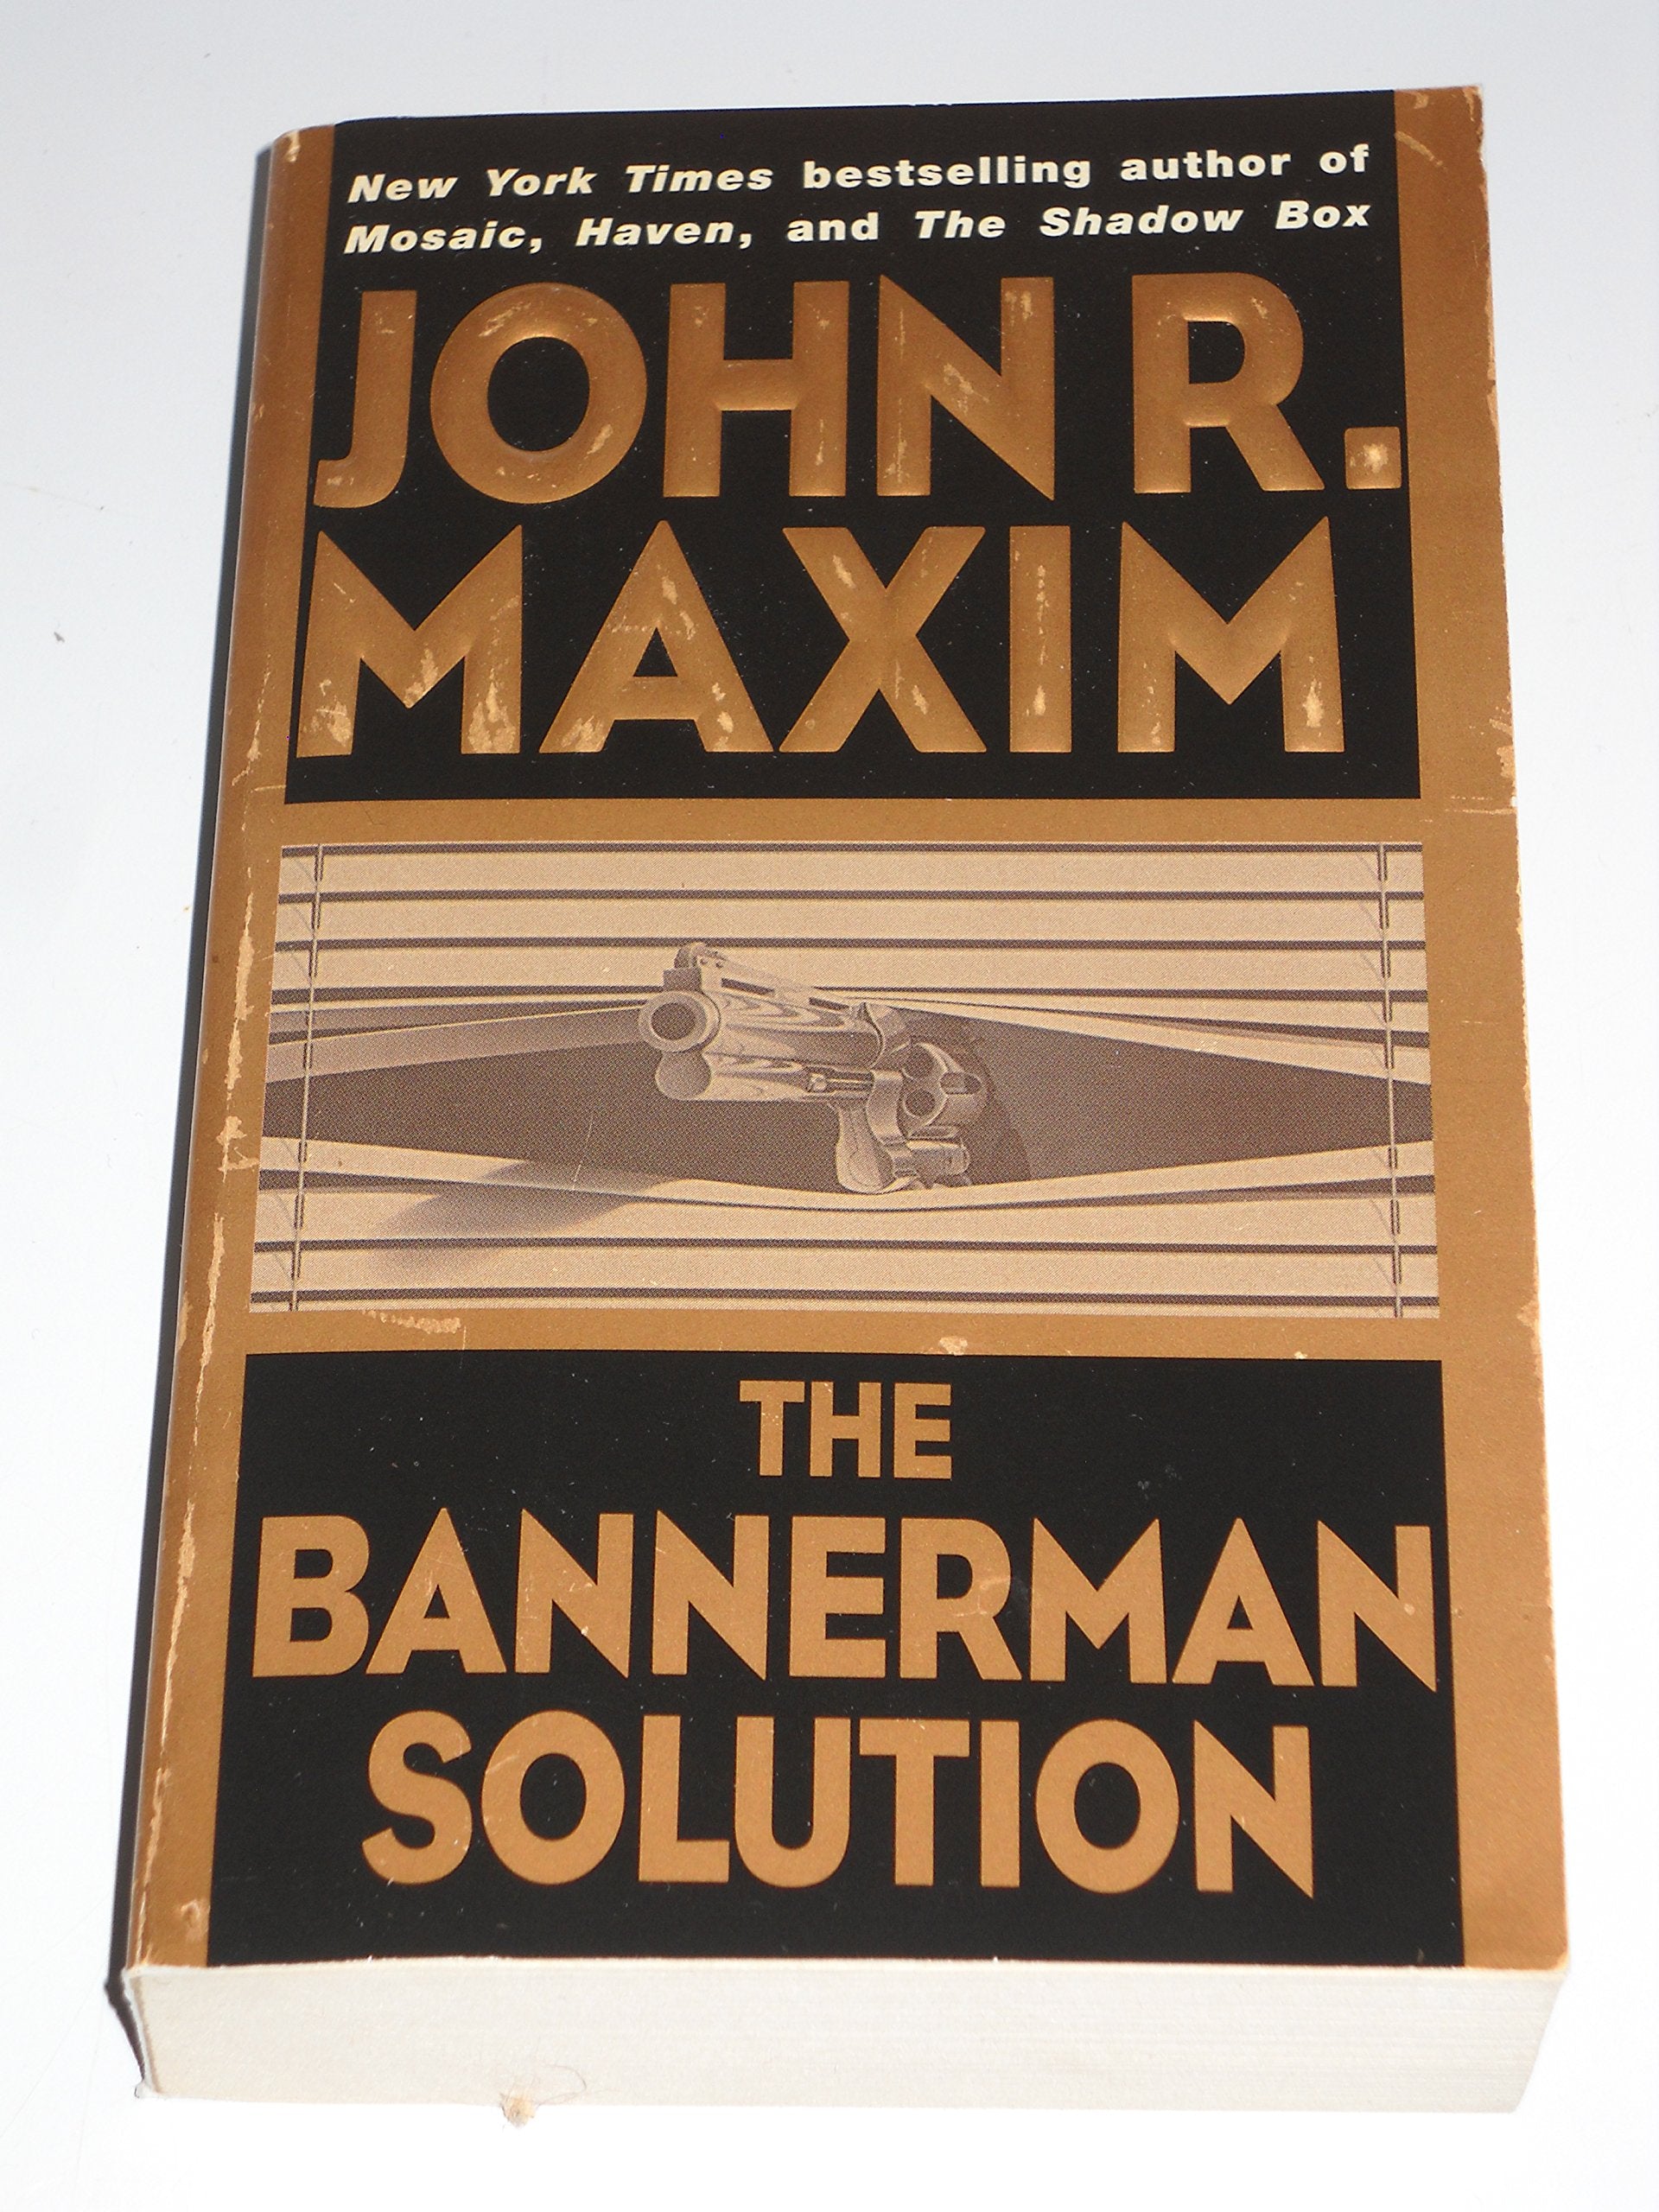 New York Times bestselling author of
Mosaic, Haven, and The Shadow Box
JOHN R.
MAXIM
THE
BANNERMAN
SOLUTION